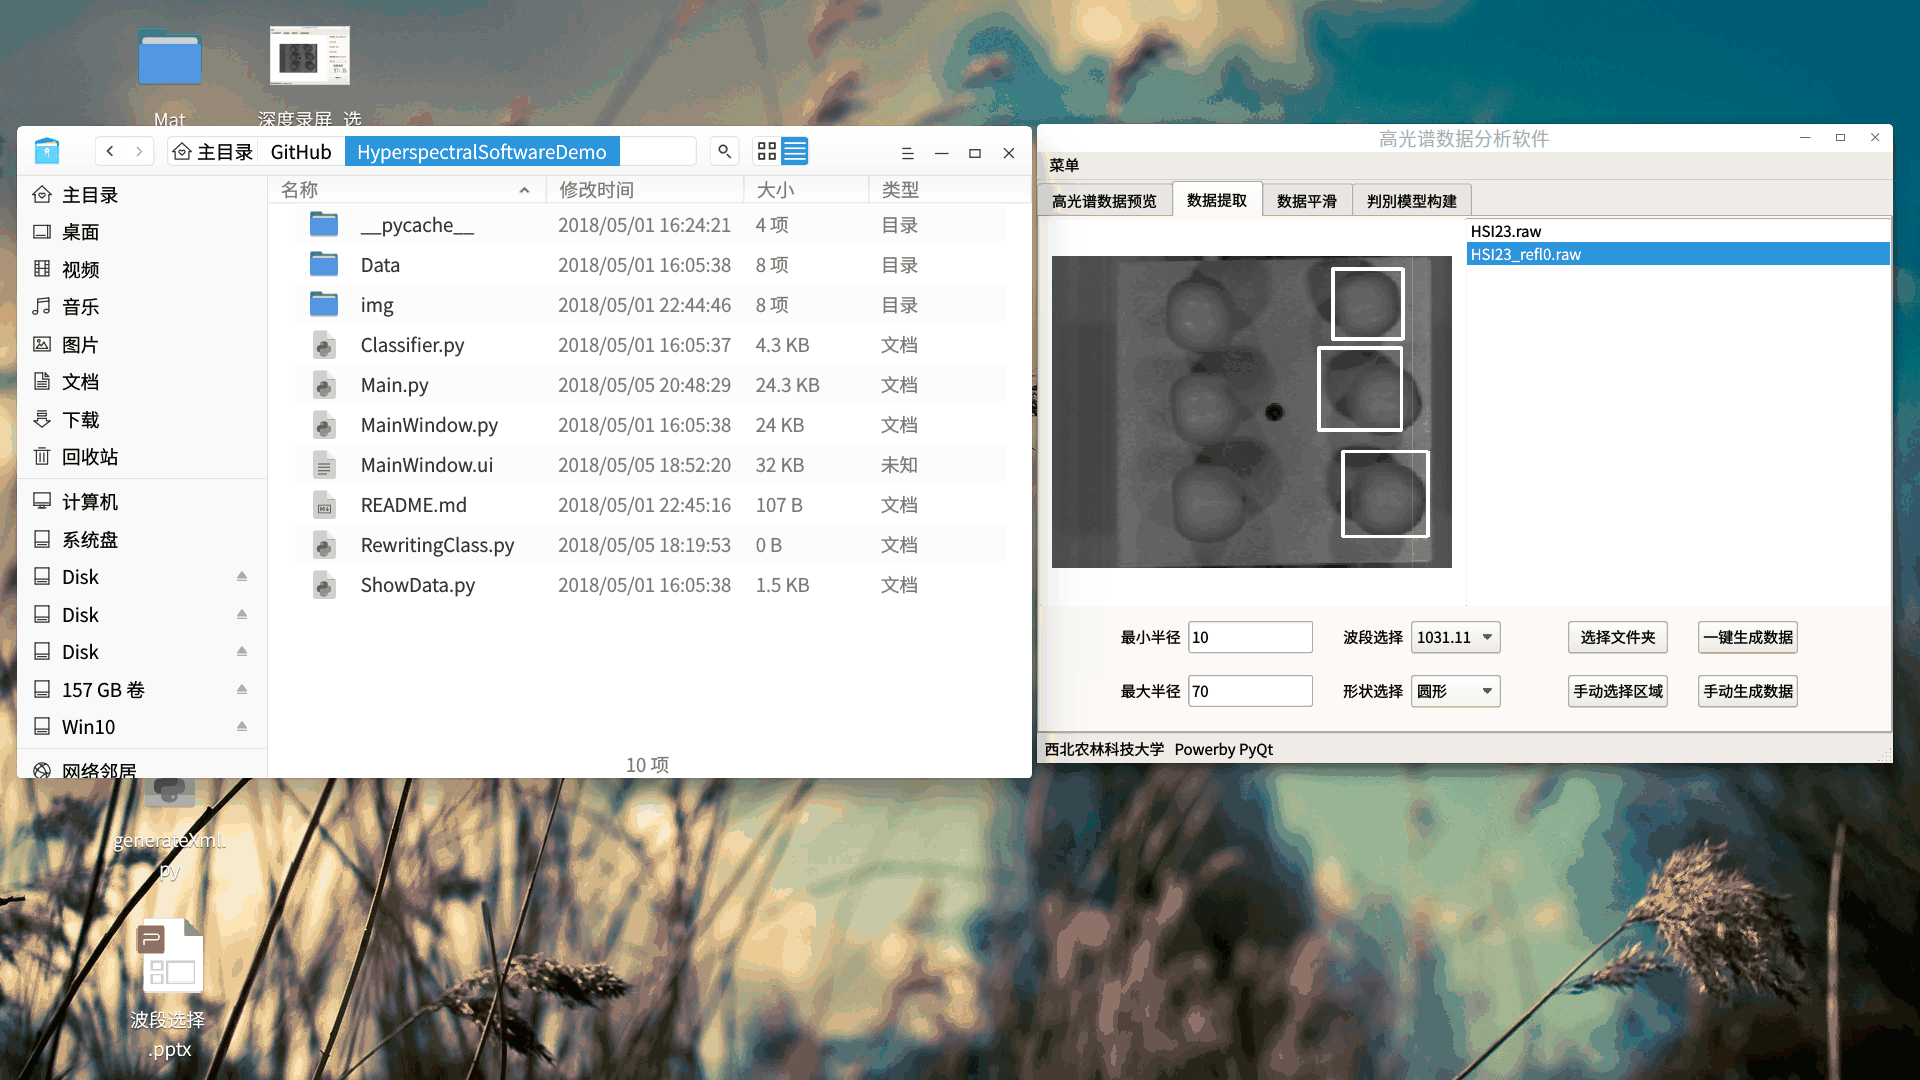 Mat
深度录屏_选
主目录
GitHub
HyperspectralSoftwareDemo
主目录
桌面
视频
音乐
图片
文档
下载
回收站
计算机
系统盘
Disk
Disk
Disk
157 GB 卷
Win10
网络邻居
名称 修改时间 大小 类型
__pycache__ 2018/05/01 16:24:21 4 项 目录
Data 2018/05/01 16:05:38 8 项 目录
img 2018/05/01 22:44:46 8 项 目录
Classifier.py 2018/05/01 16:05:37 4.3 KB 文档
Main.py 2018/05/05 20:48:29 24.3 KB 文档
MainWindow.py 2018/05/01 16:05:38 24 KB 文档
MainWindow.ui 2018/05/05 18:52:20 32 KB 未知
README.md 2018/05/01 22:45:16 107 B 文档
RewritingClass.py 2018/05/05 18:19:53 0 B 文档
ShowData.py 2018/05/01 16:05:38 1.5 KB 文档
10 项
高光谱数据分析软件
菜单
高光谱数据预览 数据提取 数据平滑 判别模型构建
HSI23.raw
HSI23_refl0.raw
最小半径 10 波段选择 1031.11 选择文件夹 一键生成数据
最大半径 70 形状选择 圆形 手动选择区域 手动生成数据
西北农林科技大学 Powerby PyQt
generateXml.
py
波段选择
.pptx